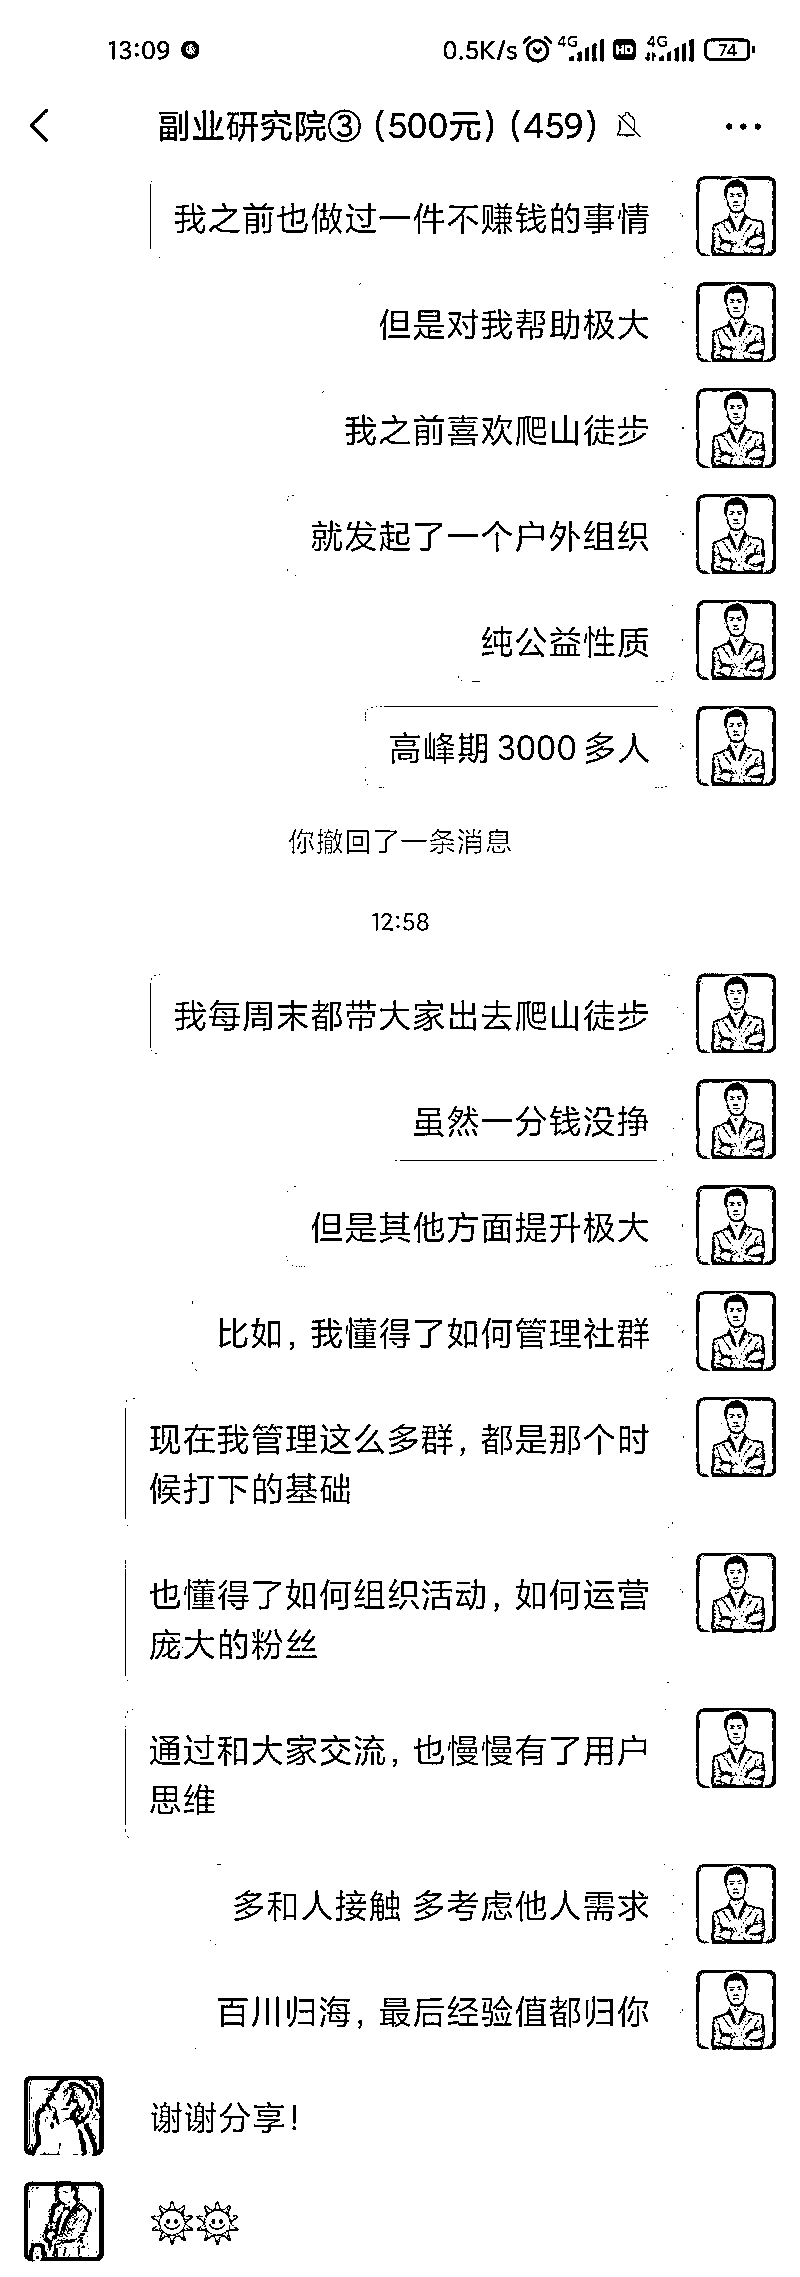 13:09 0.5K/s 4G HD 4G 74
副业研究院③（500元）(459)
我之前也做过一件不赚钱的事情
但是对我帮助极大
我之前喜欢爬山徒步
就发起了一个户外组织
纯公益性质
高峰期 3000 多人
你撤回了一条消息
12:58
我每周末都带大家出去爬山徒步
虽然一分钱没挣
但是其他方面提升极大
比如，我懂得了如何管理社群
现在我管理这么多群，都是那个时
候打下的基础
也懂得了如何组织活动，如何运营
庞大的粉丝
通过和大家交流，也慢慢有了用户
思维
多和人接触 多考虑他人需求
百川归海，最后经验值都归你
谢谢分享！